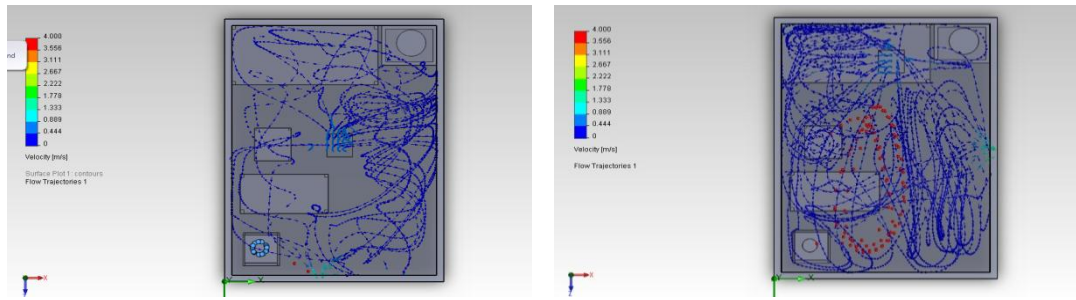 nd
4.000
3.556
3.111
2.667
2.222
1.778
1.333
0.889
0.444
0
Velocity [m/s]
Surface Plot 1: contours
Flow Trajectories 1
X
Y
X
4.000
3.556
3.111
2.667
2.222
1.778
1.333
0.889
0.444
0
Velocity [m/s]
Flow Trajectories 1
X
Z
Y
X